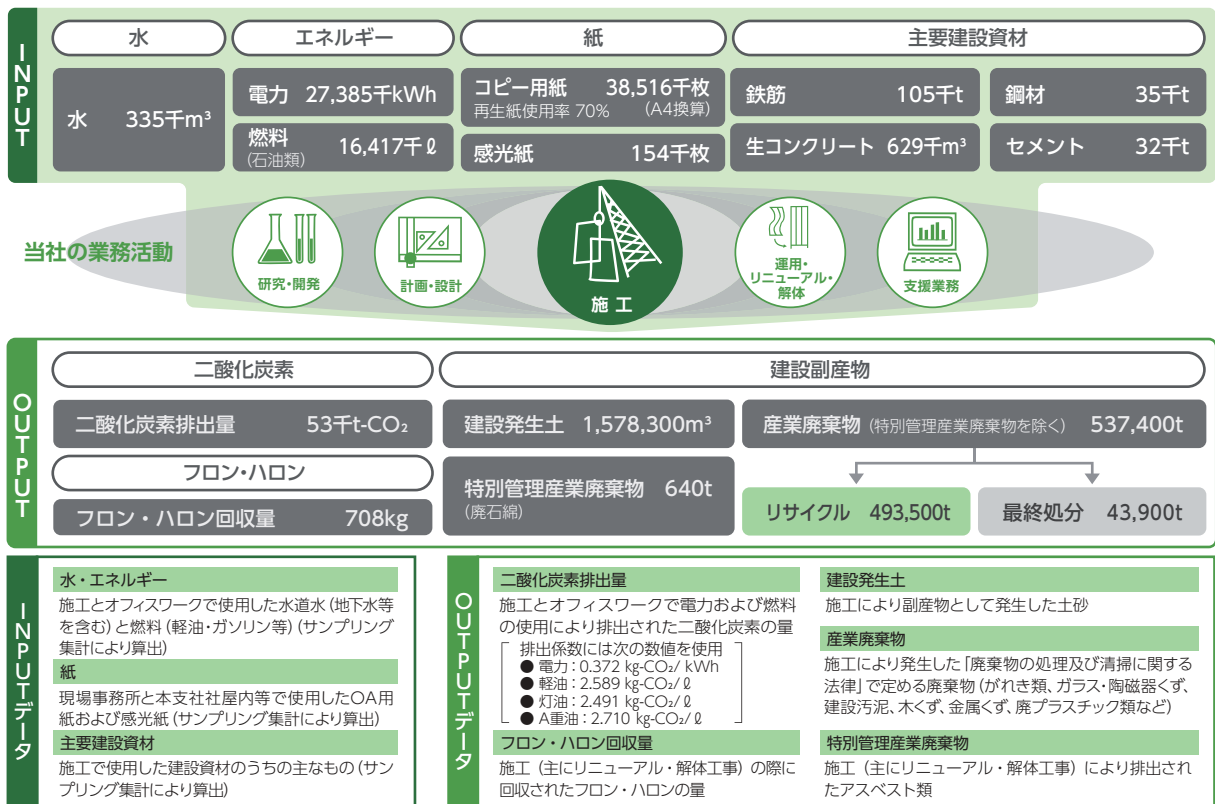 INPUT
水
エネルギー
紙
主要建設資材
水 335千m³
電力 27,385千kWh
燃料 16,417千ℓ
(石油類)
コピー用紙 38,516千枚
再生紙使用率 70% (A4換算)
感光紙 154千枚
鉄筋 105千t
鋼材 35千t
生コンクリート 629千m³
セメント 32千t
当社の業務活動
研究・開発
計画・設計
施工
運用・
リニューアル・
解体
支援業務
OUTPUT
二酸化炭素
建設副産物
二酸化炭素排出量 53千t-CO₂
建設発生土 1,578,300m³
産業廃棄物 (特別管理産業廃棄物を除く) 537,400t
フロン・ハロン
フロン・ハロン回収量 708kg
特別管理産業廃棄物 640t
(廃石綿)
リサイクル 493,500t
最終処分 43,900t
INPUTデータ
水・エネルギー
施工とオフィスワークで使用した水道水(地下水等
を含む)と燃料(軽油・ガソリン等)(サンプリング
集計により算出)
紙
現場事務所と本支社社屋内等で使用したOA用
紙および感光紙(サンプリング集計により算出)
主要建設資材
施工で使用した建設資材のうちの主なもの(サン
プリング集計により算出)
OUTPUTデータ
二酸化炭素排出量
施工とオフィスワークで電力および燃料
の使用により排出された二酸化炭素の量
排出係数には次の数値を使用
● 電力:0.372 kg-CO₂/ kWh
● 軽油:2.589 kg-CO₂/ ℓ
● 灯油:2.491 kg-CO₂/ ℓ
● A重油:2.710 kg-CO₂/ ℓ
フロン・ハロン回収量
施工(主にリニューアル・解体工事)の際に
回収されたフロン・ハロンの量
建設発生土
施工により副産物として発生した土砂
産業廃棄物
施工により発生した「廃棄物の処理及び清掃に関する
法律」で定める廃棄物(がれき類、ガラス・陶磁器くず、
建設汚泥、木くず、金属くず、廃プラスチック類など)
特別管理産業廃棄物
施工(主にリニューアル・解体工事)により排出され
たアスベスト類